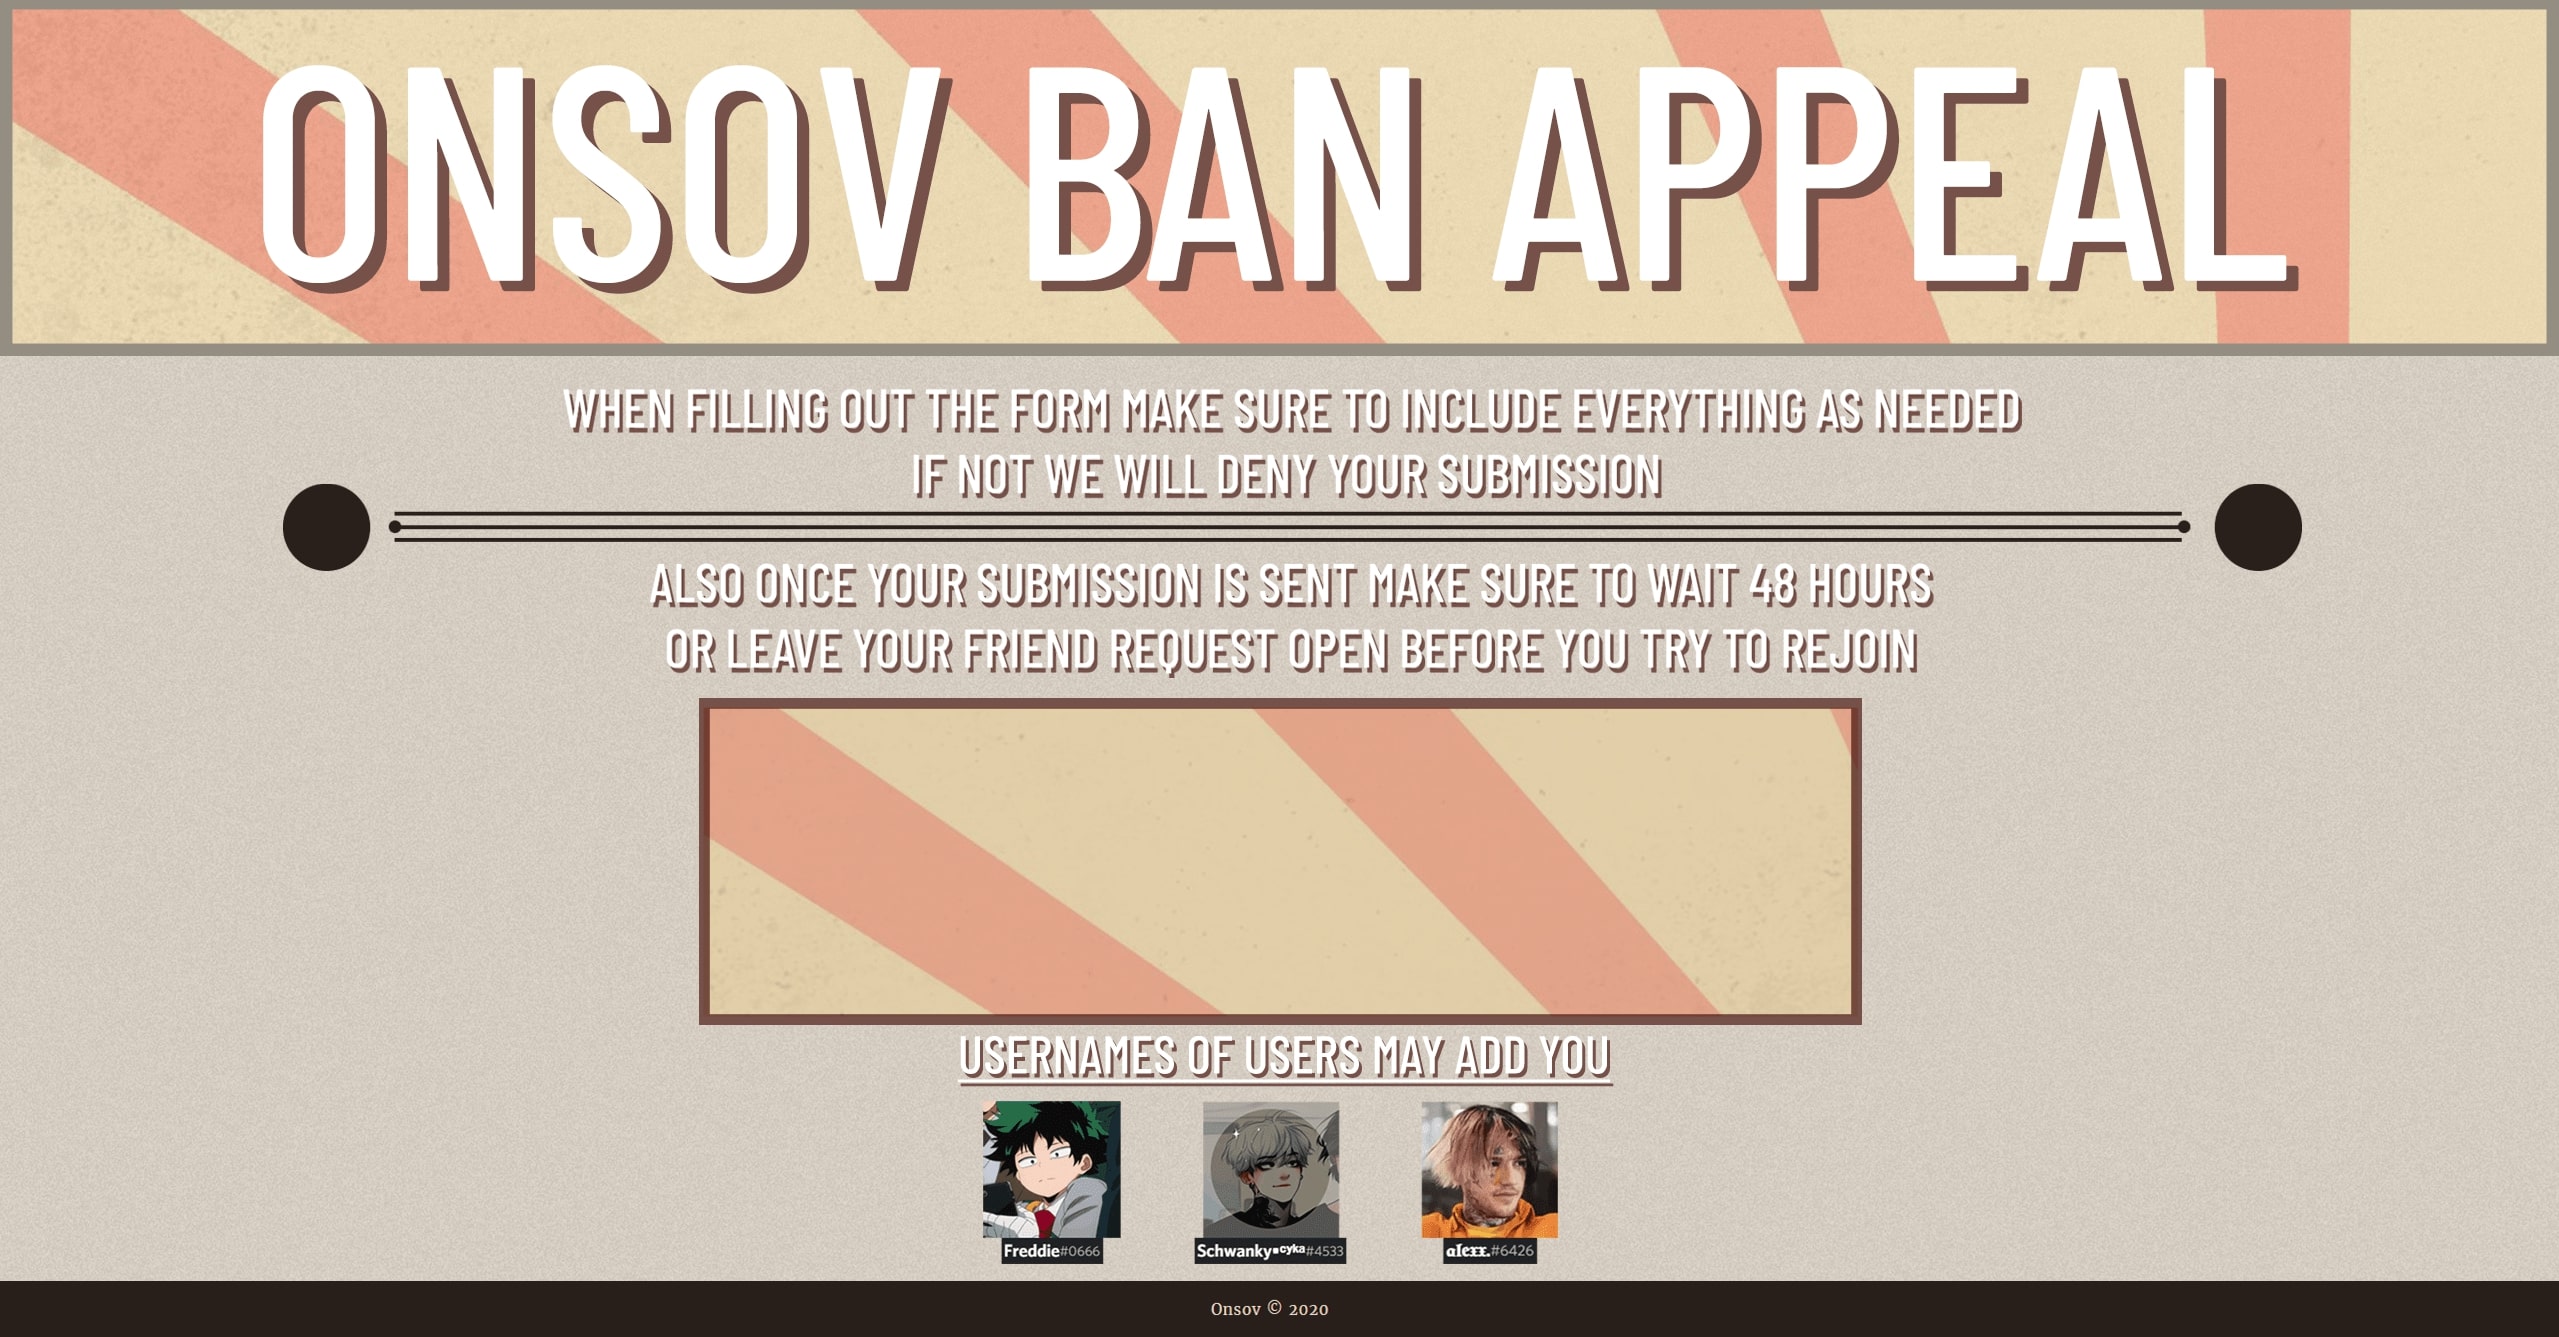 ONSOV BAN APPEAL
WHEN FILLING OUT THE FORM MAKE SURE TO INCLUDE EVERYTHING AS NEEDED
IF NOT WE WILL DENY YOUR SUBMISSION
ALSO ONCE YOUR SUBMISSION IS SENT MAKE SURE TO WAIT 48 HOURS
OR LEAVE YOUR FRIEND REQUEST OPEN BEFORE YOU TRY TO REJOIN
USERNAMES OF USERS MAY ADD YOU
Freddie#0666
Schwanky▪cyka#4533
alexx.#6426
Onsov © 2020